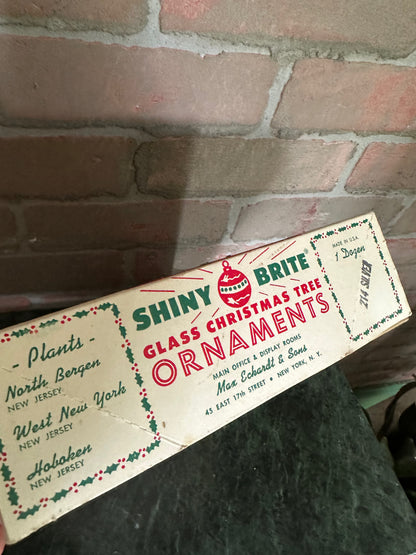 - Plants -
North Bergen
NEW JERSEY
West New York
NEW JERSEY
Hoboken
NEW JERSEY
SHINY BRITE®
GLASS CHRISTMAS TREE
ORNAMENTS
MAIN OFFICE & DISPLAY ROOMS
Max Eckardt & Sons
45 EAST 17th STREET • NEW YORK, N. Y.
MADE IN U.S.A.
1 Dozen